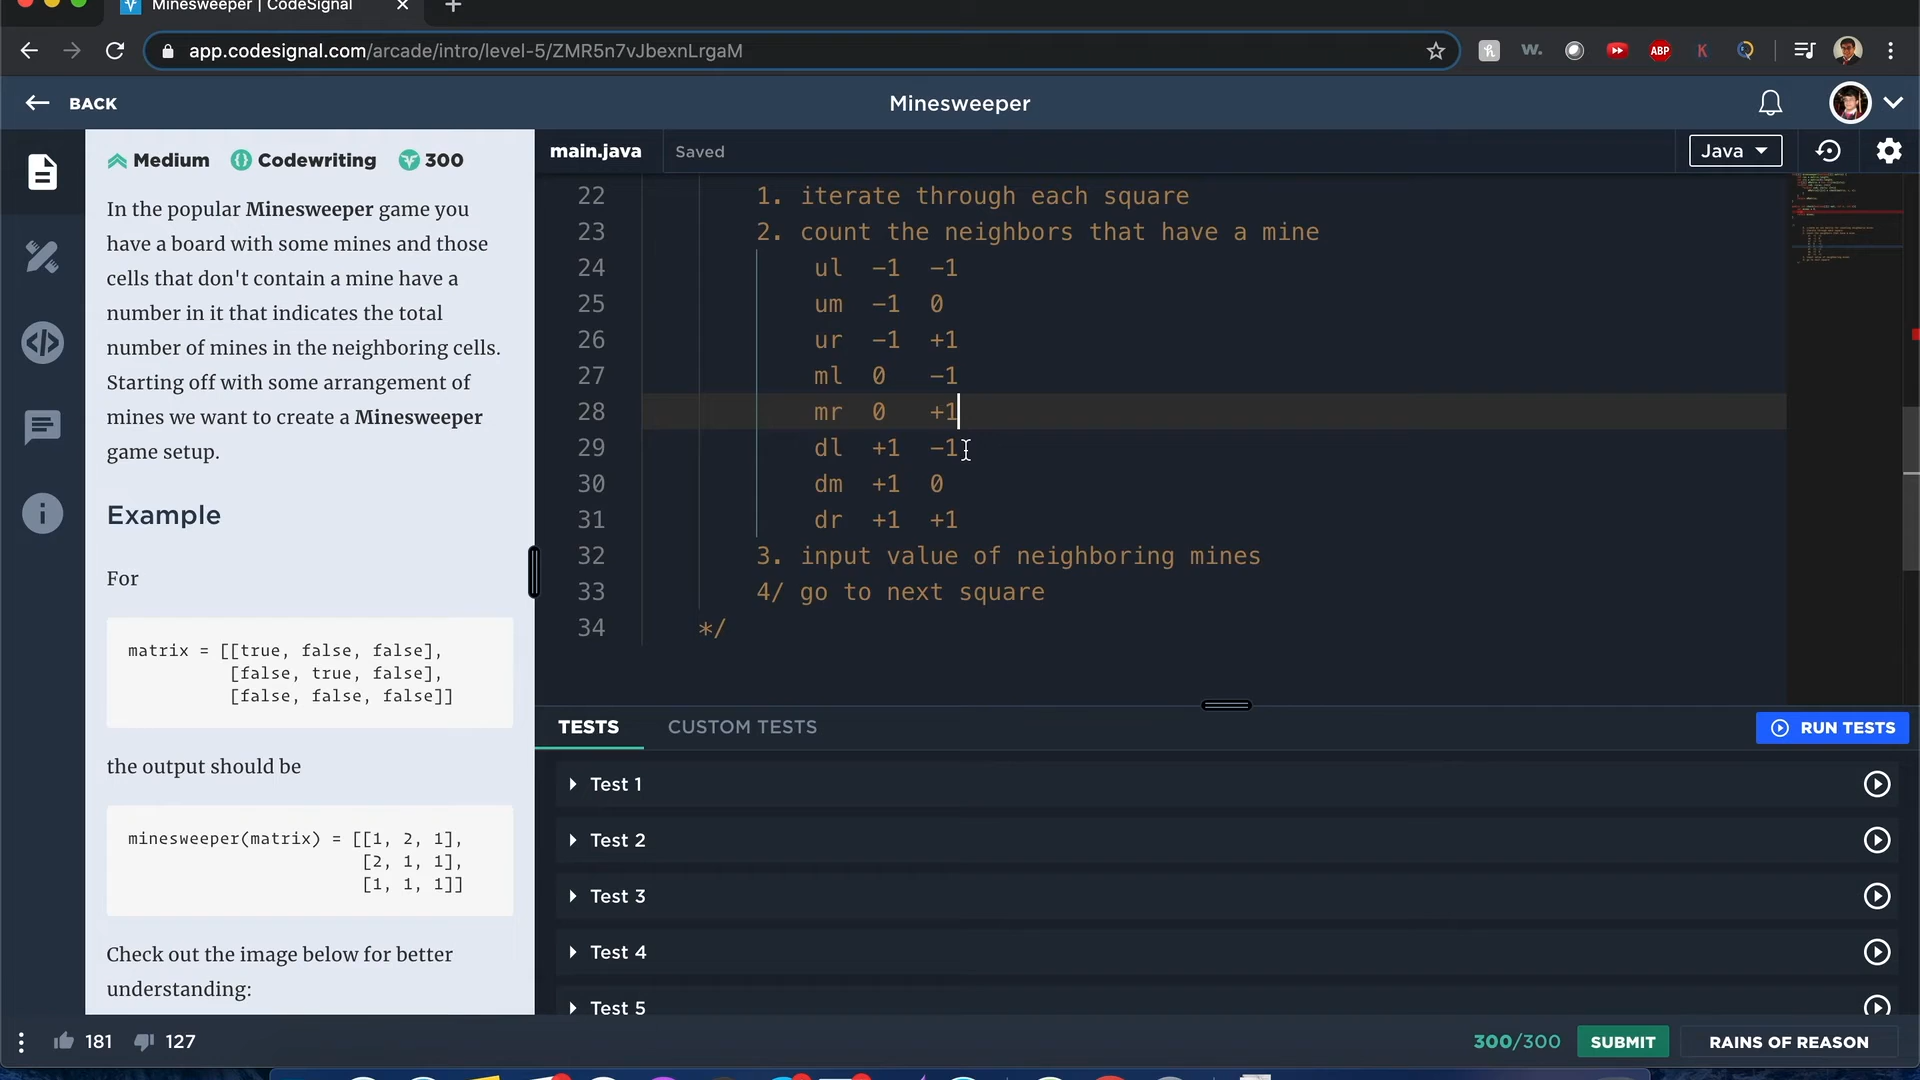 Minesweeper | CodeSignal
app.codesignal.com/arcade/intro/level-5/ZMR5n7vJbexnLrgaM
w.
ABP
K
BACK
Minesweeper
Medium Codewriting 300
In the popular Minesweeper game you
have a board with some mines and those
cells that don't contain a mine have a
number in it that indicates the total
number of mines in the neighboring cells.
Starting off with some arrangement of
mines we want to create a Minesweeper
game setup.
Example
For
matrix = [[true, false, false],
[false, true, false],
[false, false, false]]
the output should be
minesweeper(matrix) = [[1, 2, 1],
[2, 1, 1],
[1, 1, 1]]
Check out the image below for better
understanding:
main.java Saved Java
22 1. iterate through each square
23 2. count the neighbors that have a mine
24 ul -1 -1
25 um -1 0
26 ur -1 +1
27 ml 0 -1
28 mr 0 +1
29 dl +1 -1
30 dm +1 0
31 dr +1 +1
32 3. input value of neighboring mines
33 4/ go to next square
34 */
TESTS CUSTOM TESTS RUN TESTS
Test 1
Test 2
Test 3
Test 4
Test 5
181 127 300/300 SUBMIT RAINS OF REASON